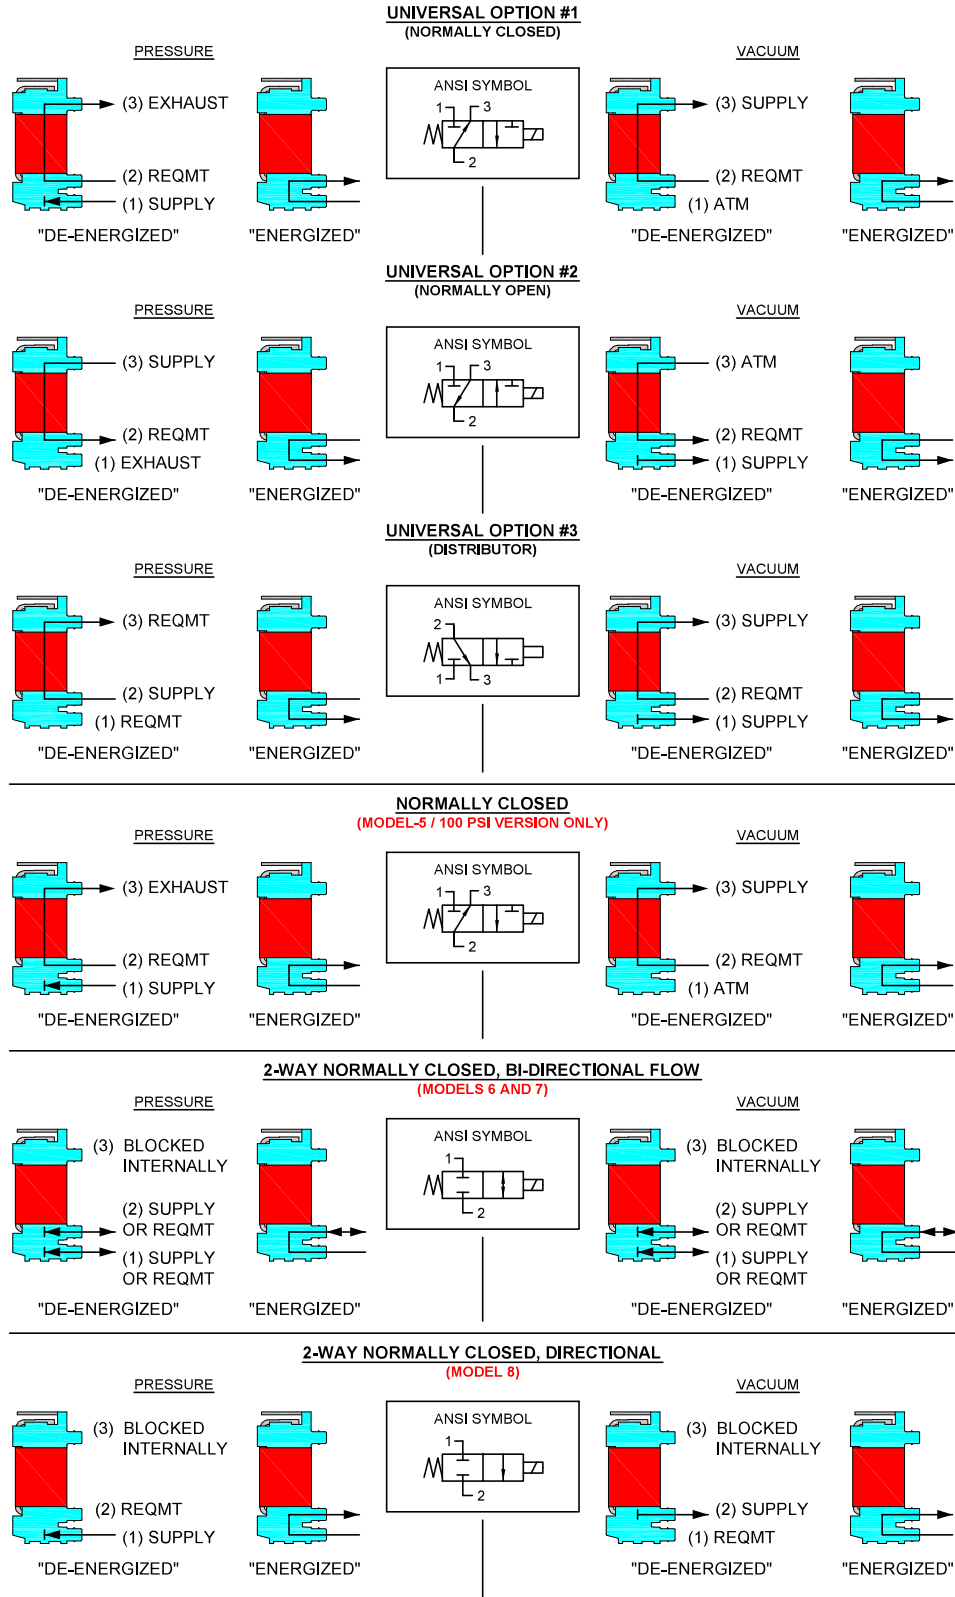 UNIVERSAL OPTION #1
(NORMALLY CLOSED)
PRESSURE
VACUUM
ANSI SYMBOL
1
3
2
(3) EXHAUST
(2) REQMT
(1) SUPPLY
"DE-ENERGIZED"
"ENERGIZED"
(3) SUPPLY
(2) REQMT
(1) ATM
"DE-ENERGIZED"
"ENERGIZED"
UNIVERSAL OPTION #2
(NORMALLY OPEN)
PRESSURE
VACUUM
ANSI SYMBOL
1
3
2
(3) SUPPLY
(2) REQMT
(1) EXHAUST
"DE-ENERGIZED"
"ENERGIZED"
(3) ATM
(2) REQMT
(1) SUPPLY
"DE-ENERGIZED"
"ENERGIZED"
UNIVERSAL OPTION #3
(DISTRIBUTOR)
PRESSURE
VACUUM
ANSI SYMBOL
2
1
3
(3) REQMT
(2) SUPPLY
(1) REQMT
"DE-ENERGIZED"
"ENERGIZED"
(3) SUPPLY
(2) REQMT
(1) SUPPLY
"DE-ENERGIZED"
"ENERGIZED"
NORMALLY CLOSED
(MODEL-5 / 100 PSI VERSION ONLY)
PRESSURE
VACUUM
ANSI SYMBOL
1
3
2
(3) EXHAUST
(2) REQMT
(1) SUPPLY
"DE-ENERGIZED"
"ENERGIZED"
(3) SUPPLY
(2) REQMT
(1) ATM
"DE-ENERGIZED"
"ENERGIZED"
2-WAY NORMALLY CLOSED, BI-DIRECTIONAL FLOW
(MODELS 6 AND 7)
PRESSURE
VACUUM
ANSI SYMBOL
1
2
(3) BLOCKED
INTERNALLY
(2) SUPPLY
OR REQMT
(1) SUPPLY
OR REQMT
"DE-ENERGIZED"
"ENERGIZED"
(3) BLOCKED
INTERNALLY
(2) SUPPLY
OR REQMT
(1) SUPPLY
OR REQMT
"DE-ENERGIZED"
"ENERGIZED"
2-WAY NORMALLY CLOSED, DIRECTIONAL
(MODEL 8)
PRESSURE
VACUUM
ANSI SYMBOL
1
2
(3) BLOCKED
INTERNALLY
(2) REQMT
(1) SUPPLY
"DE-ENERGIZED"
"ENERGIZED"
(3) BLOCKED
INTERNALLY
(2) SUPPLY
(1) REQMT
"DE-ENERGIZED"
"ENERGIZED"